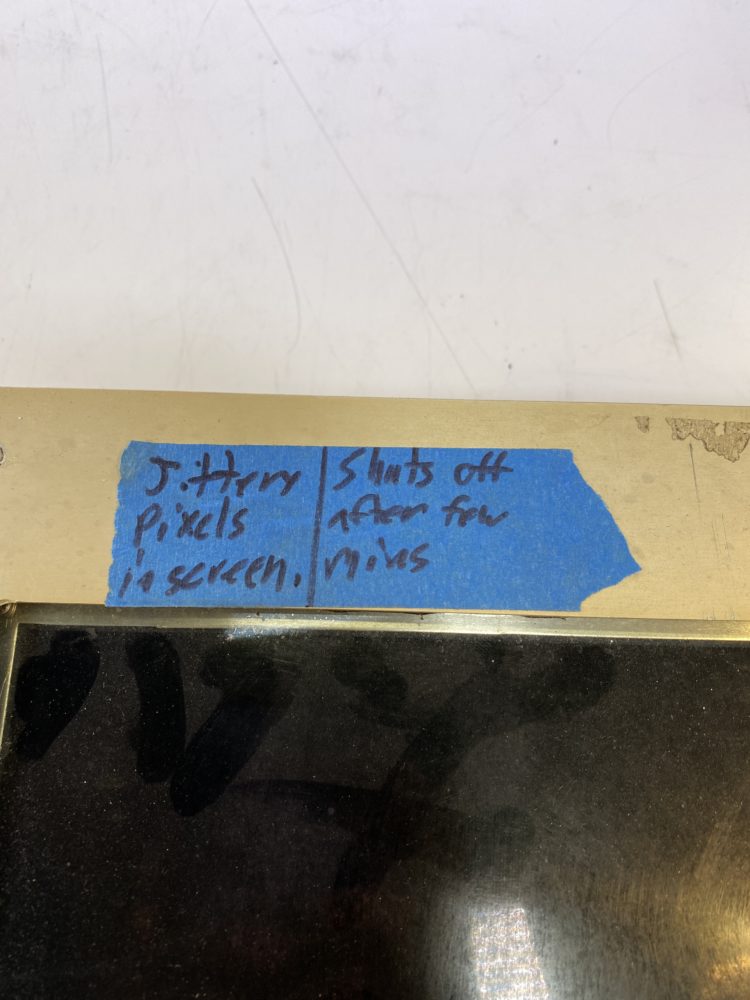 Jittery
pixels
in screen.
Shuts off
after few
mins